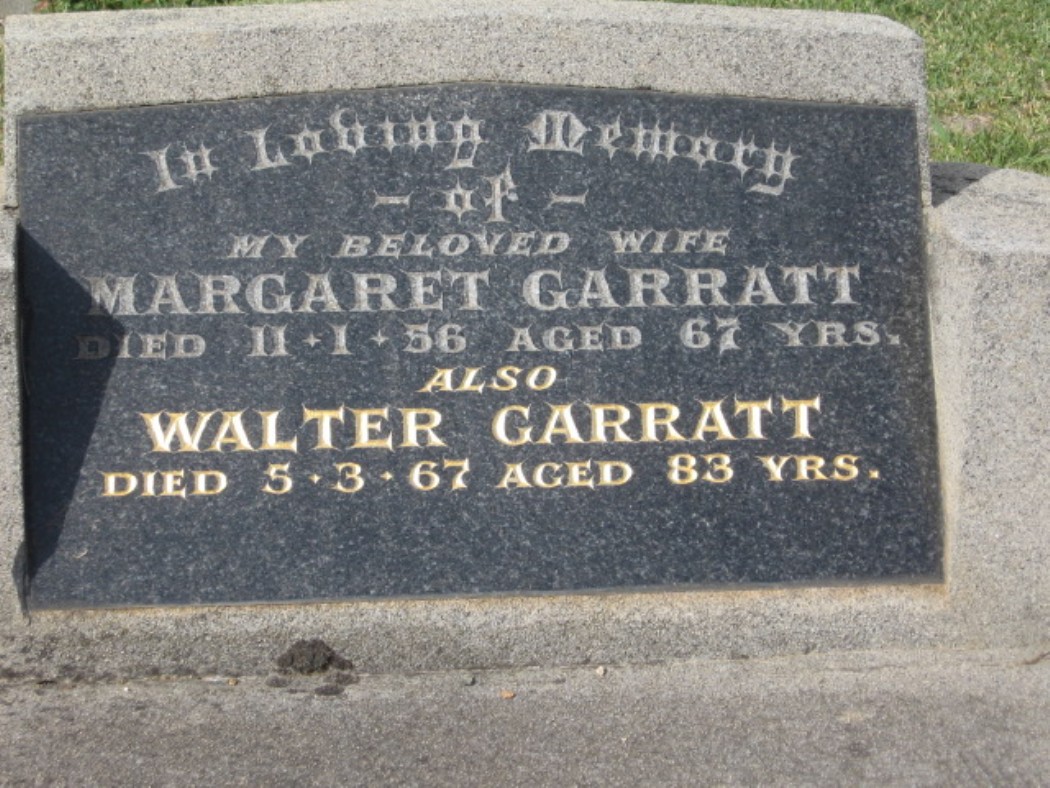 In Loving Memory
- of -
MY BELOVED WIFE
MARGARET GARRATT
DIED 11·1·56 AGED 67 YRS.
ALSO
WALTER GARRATT
DIED 5·3·67 AGED 83 YRS.